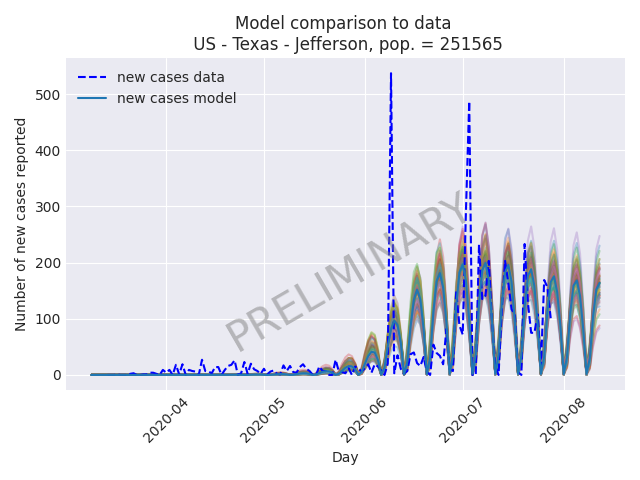 Model comparison to data
US - Texas - Jefferson, pop. = 251565
new cases data
new cases model
Number of new cases reported
500
400
300
200
100
0
PRELIMINARY
2020-04
2020-05
2020-06
2020-07
2020-08
Day